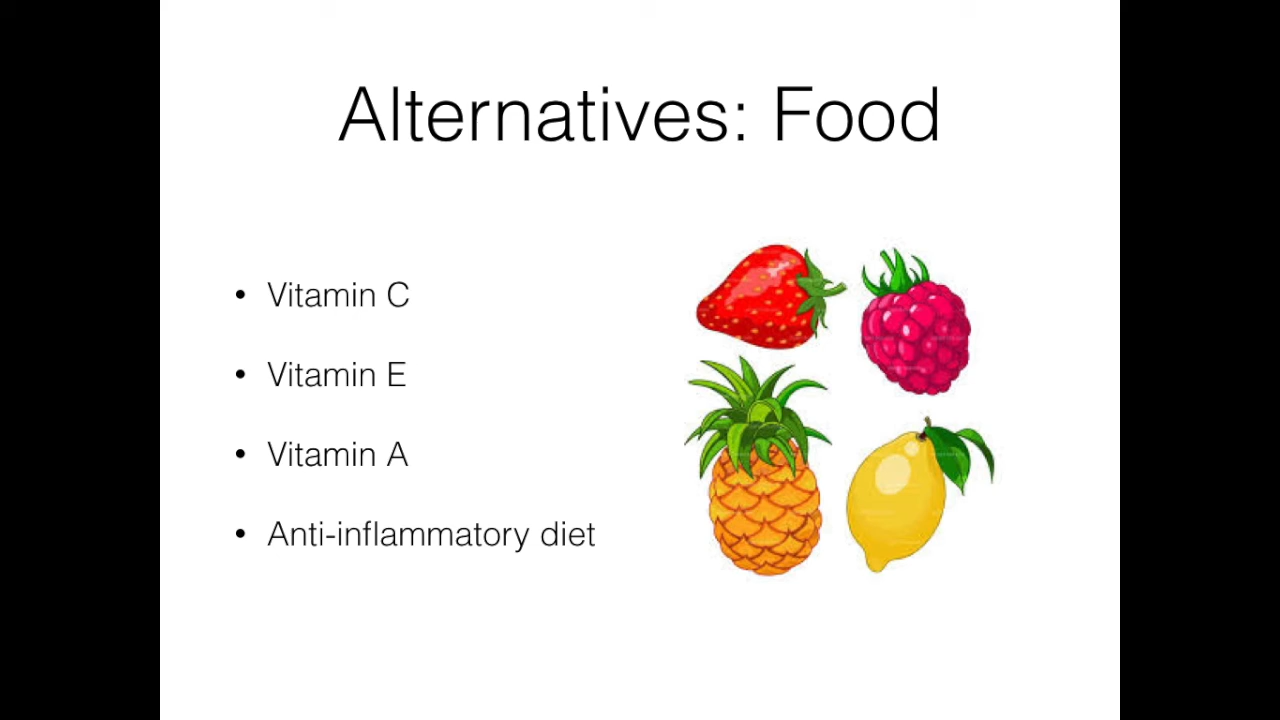 Alternatives: Food
• Vitamin C
• Vitamin E
• Vitamin A
• Anti-inflammatory diet